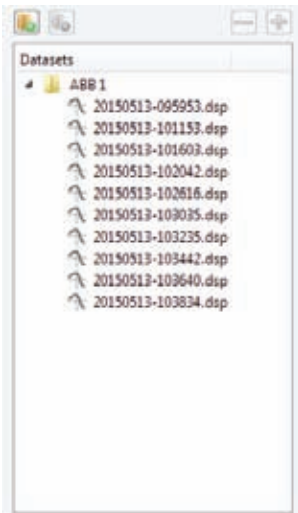 Datasets
ABB 1
20150513-095953.dsp
20150513-101153.dsp
20150513-101603.dsp
20150513-102042.dsp
20150513-102616.dsp
20150513-103035.dsp
20150513-103235.dsp
20150513-103442.dsp
20150513-103640.dsp
20150513-103834.dsp